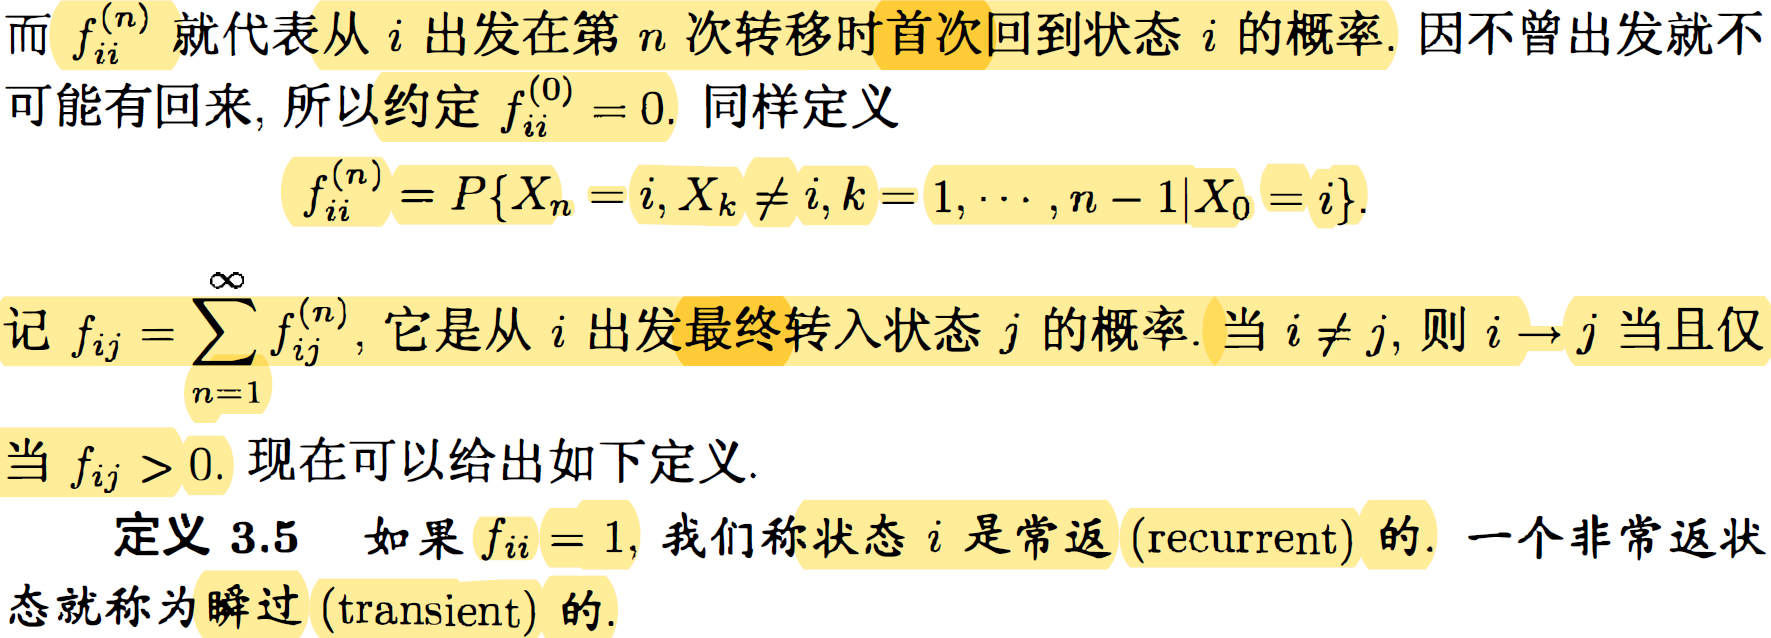 而 $f_{ii}^{(n)}$ 就代表从 $i$ 出发在第 $n$ 次转移时首次回到状态 $i$ 的概率. 因不曾出发就不
可能有回来, 所以约定 $f_{ii}^{(0)} = 0$. 同样定义
$f_{ii}^{(n)} = P\{X_n = i, X_k \neq i, k = 1, \cdots, n-1 | X_0 = i\}.$
记 $f_{ij} = \sum_{n=1}^{\infty} f_{ij}^{(n)}$, 它是从 $i$ 出发最终转入状态 $j$ 的概率. 当 $i \neq j$, 则 $i \to j$ 当且仅
当 $f_{ij} > 0$. 现在可以给出如下定义.
定义 3.5 如果 $f_{ii} = 1$, 我们称状态 $i$ 是常返 (recurrent) 的. 一个非常返状
态就称为瞬过 (transient) 的.